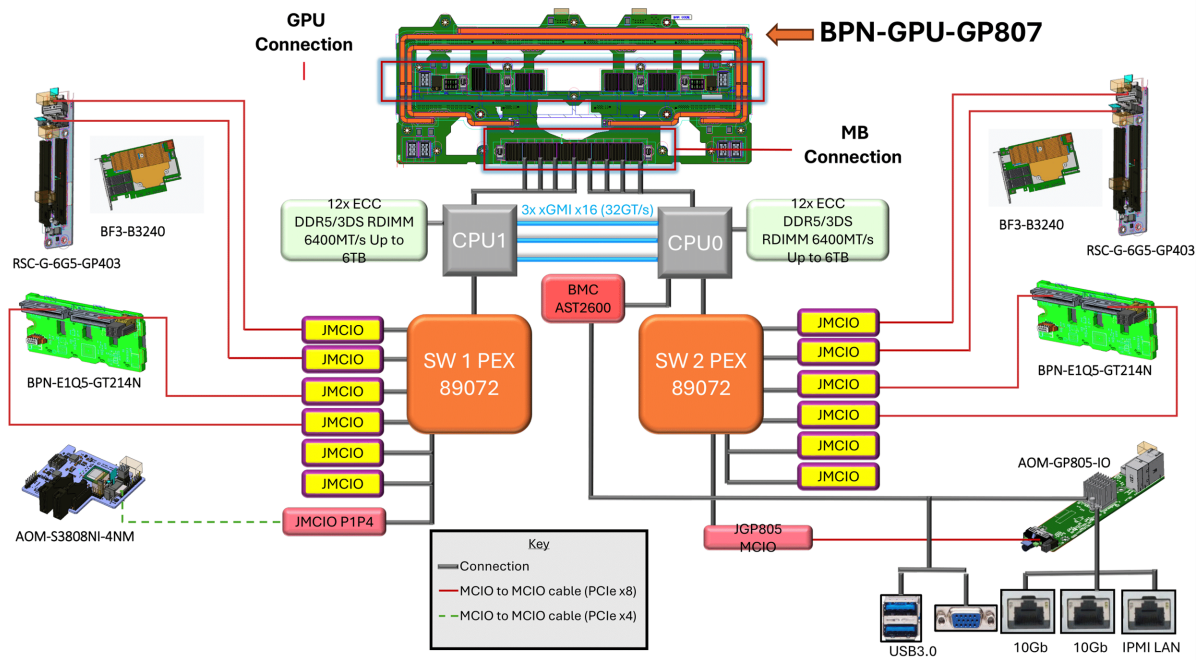 GPU
Connection
BPN-GPU-GP807
MB
Connection
12x ECC
DDR5/3DS RDIMM
6400MT/s Up to
6TB
3x xGMI x16 (32GT/s)
12x ECC
DDR5/3DS
RDIMM 6400MT/s
Up to 6TB
CPU1
CPU0
BF3-B3240
RSC-G-6G5-GP403
BF3-B3240
RSC-G-6G5-GP403
BMC
AST2600
JMCIO
JMCIO
JMCIO
JMCIO
JMCIO
JMCIO
SW 1 PEX
89072
SW 2 PEX
89072
JMCIO
JMCIO
JMCIO
JMCIO
JMCIO
JMCIO
BPN-E1Q5-GT214N
BPN-E1Q5-GT214N
AOM-S3808NI-4NM
JMCIO P1P4
AOM-GP805-IO
JGP805
MCIO
Key
Connection
MCIO to MCIO cable (PCIe x8)
MCIO to MCIO cable (PCIe x4)
USB3.0
10Gb
10Gb
IPMI LAN